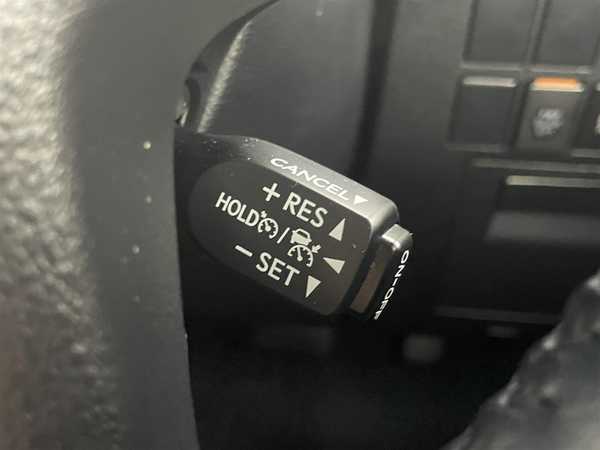 CANCEL▼
+ RES ▲
HOLD /
- SET ▼
ON-OFF